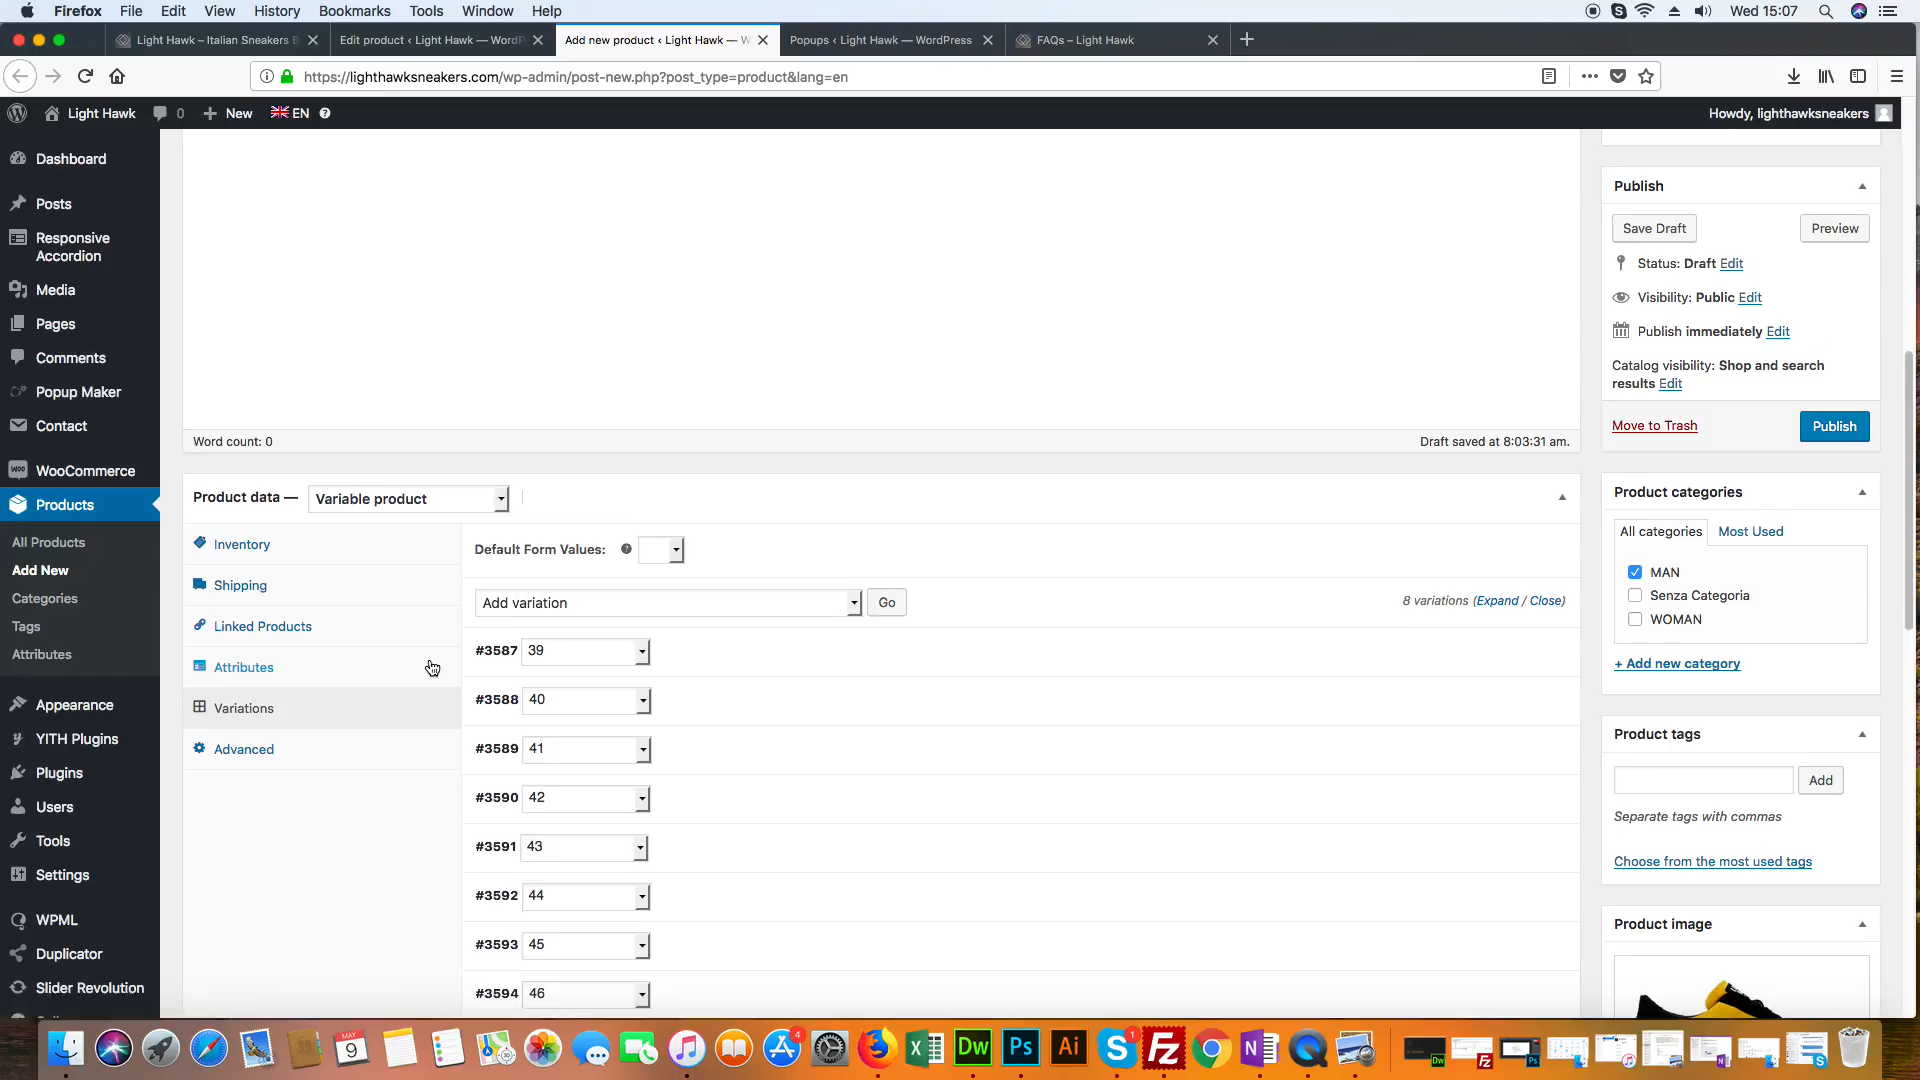 Firefox File Edit View History Bookmarks Tools Window Help Wed 15:07
Light Hawk – Italian Sneakers B
Edit product ‹ Light Hawk — WordP
Add new product ‹ Light Hawk — W
Popups ‹ Light Hawk — WordPress
FAQs – Light Hawk
https://lighthawksneakers.com/wp-admin/post-new.php?post_type=product&lang=en
Light Hawk 0 New EN Howdy, lighthawksneakers
Dashboard
Posts
Responsive
Accordion
Media
Pages
Comments
Popup Maker
Contact
WooCommerce
Products
All Products
Add New
Categories
Tags
Attributes
Appearance
YITH Plugins
Plugins
Users
Tools
Settings
WPML
Duplicator
Slider Revolution
Word count: 0 Draft saved at 8:03:31 am.
Product data — Variable product
Inventory
Shipping
Linked Products
Attributes
Variations
Advanced
Default Form Values:
Add variation Go 8 variations (Expand / Close)
#3587 39
#3588 40
#3589 41
#3590 42
#3591 43
#3592 44
#3593 45
#3594 46
Publish
Save Draft Preview
Status: Draft Edit
Visibility: Public Edit
Publish immediately Edit
Catalog visibility: Shop and search
results Edit
Move to Trash Publish
Product categories
All categories Most Used
MAN
Senza Categoria
WOMAN
+ Add new category
Product tags
Add
Separate tags with commas
Choose from the most used tags
Product image
MAY
9
4
Dw
Ps
Ai
1